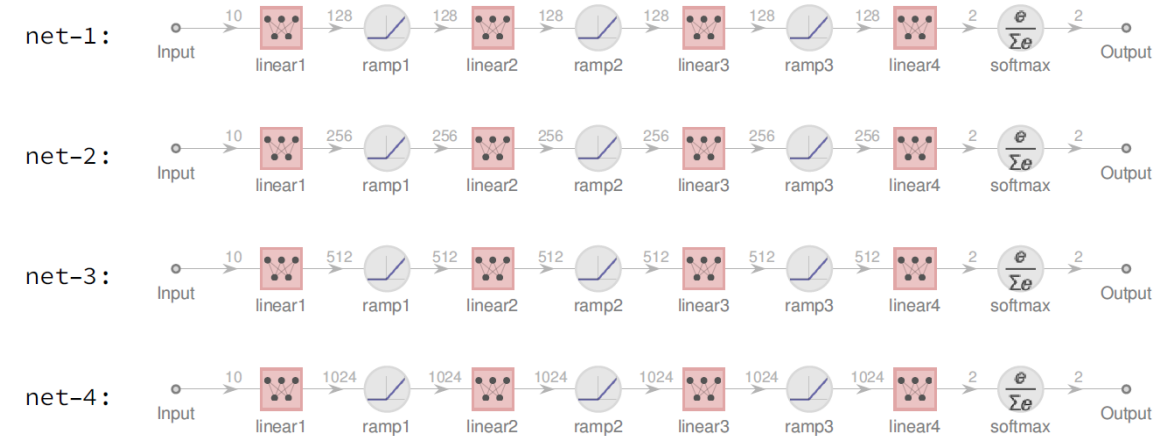 net-1:
10 128 128 128 128 128 128 2 2
Input linear1 ramp1 linear2 ramp2 linear3 ramp3 linear4 softmax Output
e
Σe
net-2:
10 256 256 256 256 256 256 2 2
Input linear1 ramp1 linear2 ramp2 linear3 ramp3 linear4 softmax Output
e
Σe
net-3:
10 512 512 512 512 512 512 2 2
Input linear1 ramp1 linear2 ramp2 linear3 ramp3 linear4 softmax Output
e
Σe
net-4:
10 1024 1024 1024 1024 1024 1024 2 2
Input linear1 ramp1 linear2 ramp2 linear3 ramp3 linear4 softmax Output
e
Σe